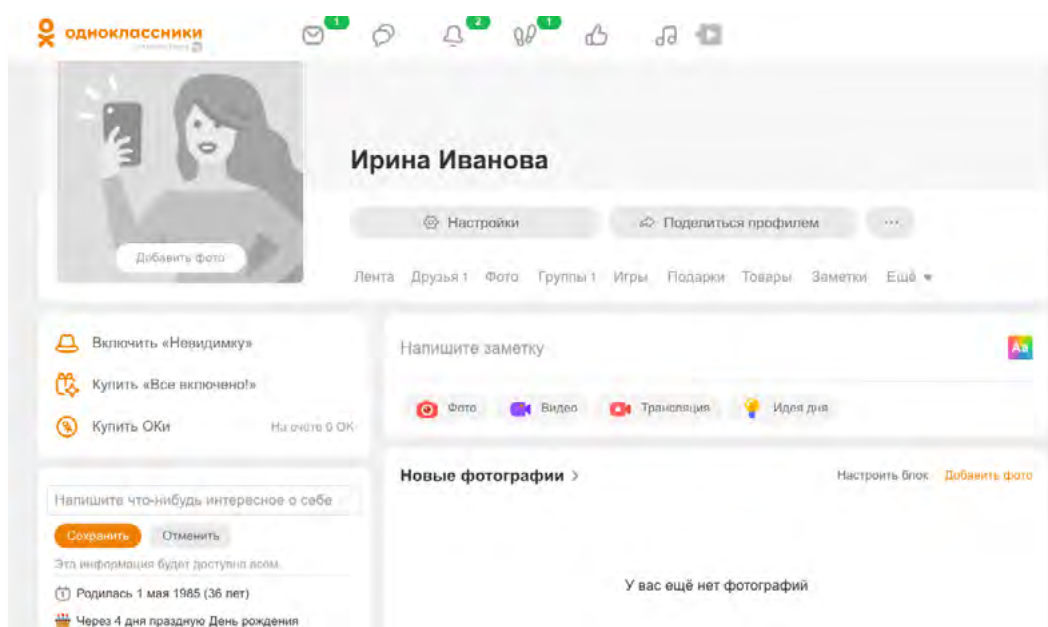 одноклассники
1
2
1
Ирина Иванова
Настройки
Поделиться профилем
...
Добавить фото
Лента Друзья 1 Фото Группы 1 Игры Подарки Товары Заметки Ещё
Включить «Невидимку»
Купить «Все включено!»
Купить ОКи На счёте 0 ОК
Напишите заметку
Aa
Фото Видео Трансляция Идея дня
Напишите что-нибудь интересное о себе
Сохранить Отменить
Эта информация будет доступна всем.
Родилась 1 мая 1985 (36 лет)
Через 4 дня праздную День рождения
Новые фотографии
Настроить блок Добавить фото
У вас ещё нет фотографий